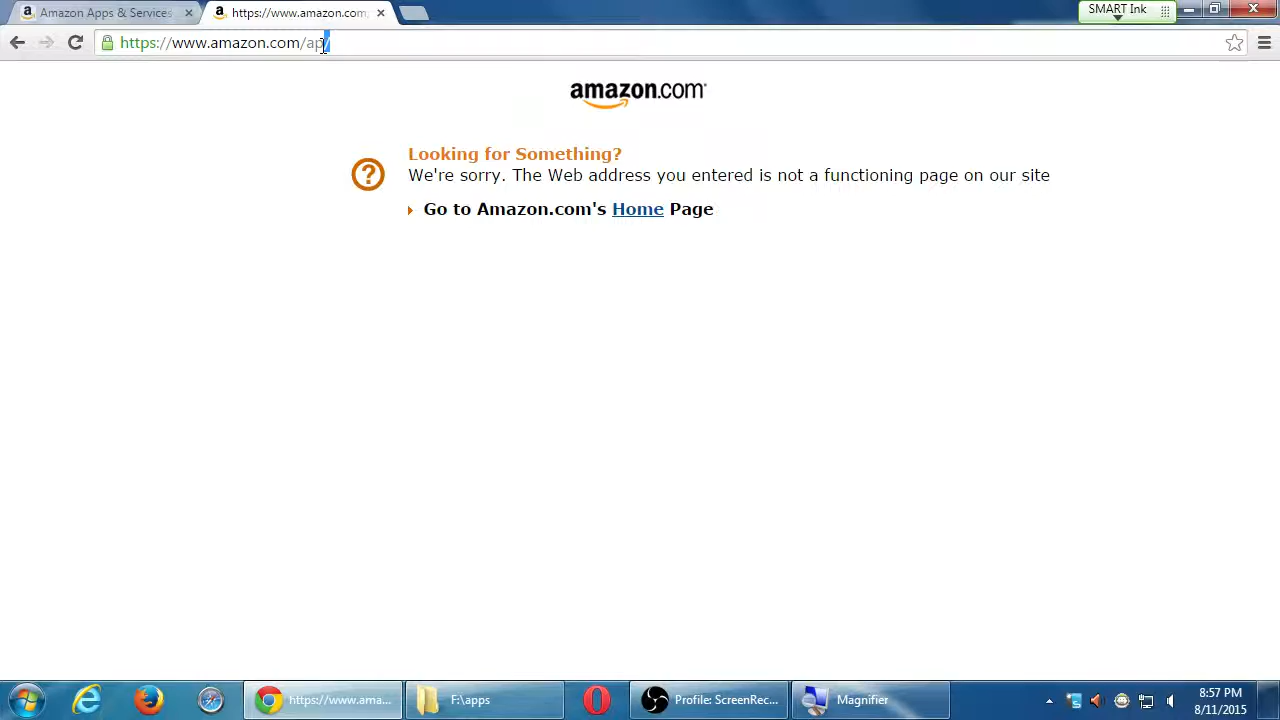 Amazon Apps & Services
https://www.amazon.com
SMART Ink
https://www.amazon.com/ap/
amazon.com
Looking for Something?
We're sorry. The Web address you entered is not a functioning page on our site
Go to Amazon.com's Home Page
https://www.ama...
F:\apps
Profile: ScreenRec...
Magnifier
8:57 PM
8/11/2015